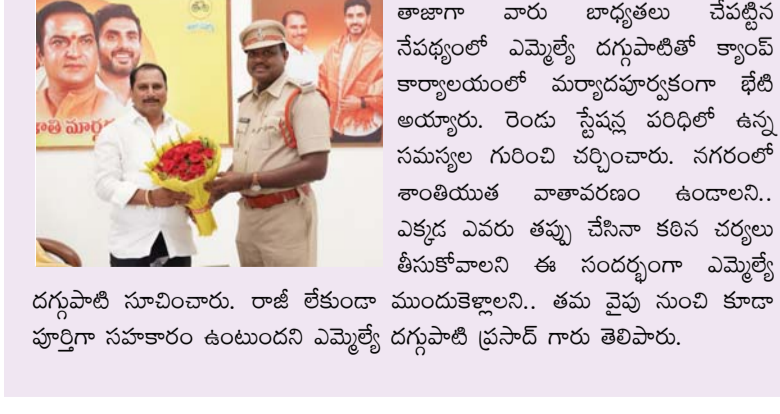 తాజాగా వారు బాధ్యతలు చేపట్టిన
నేపథ్యంలో ఎమ్మెల్యే దగ్గుపాటితో క్యాంప్
కార్యాలయంలో మర్యాదపూర్వకంగా భేటి
అయ్యారు. రెండు స్టేషన్ల పరిధిలో ఉన్న
సమస్యల గురించి చర్చించారు. నగరంలో
శాంతియుత వాతావరణం ఉండాలని..
ఎక్కడ ఎవరు తప్పు చేసినా కఠిన చర్యలు
తీసుకోవాలని ఈ సందర్భంగా ఎమ్మెల్యే
దగ్గుపాటి సూచించారు. రాజీ లేకుండా ముందుకెళ్లాలని.. తమ వైపు నుంచి కూడా
పూర్తిగా సహకారం ఉంటుందని ఎమ్మెల్యే దగ్గుపాటి ప్రసాద్ గారు తెలిపారు.